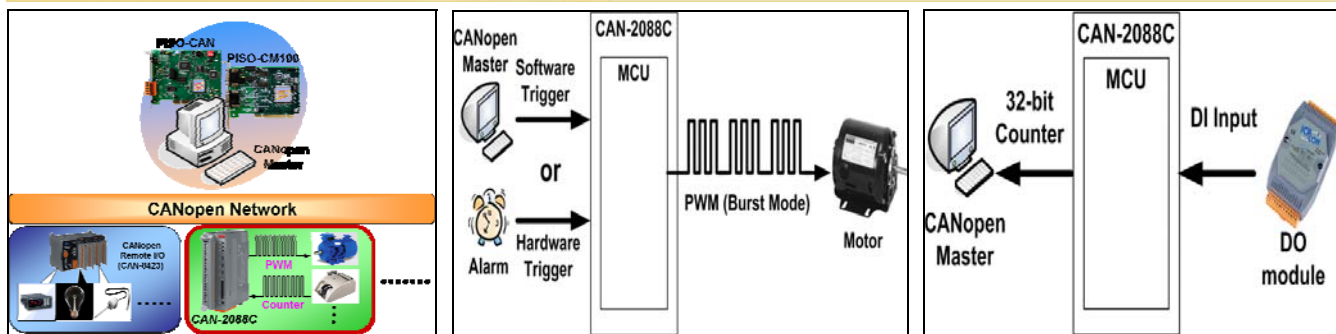 PISO-CAN
PISO-CM100
CANopen
Master
CANopen Network
CANopen
Remote I/O
(CAN-8423)
PWM
Counter
CAN-2088C
CAN-2088C
MCU
CANopen
Master
Software
Trigger
or
Alarm
Hardware
Trigger
PWM (Burst Mode)
Motor
CAN-2088C
MCU
32-bit
Counter
CANopen
Master
DI Input
DO
module